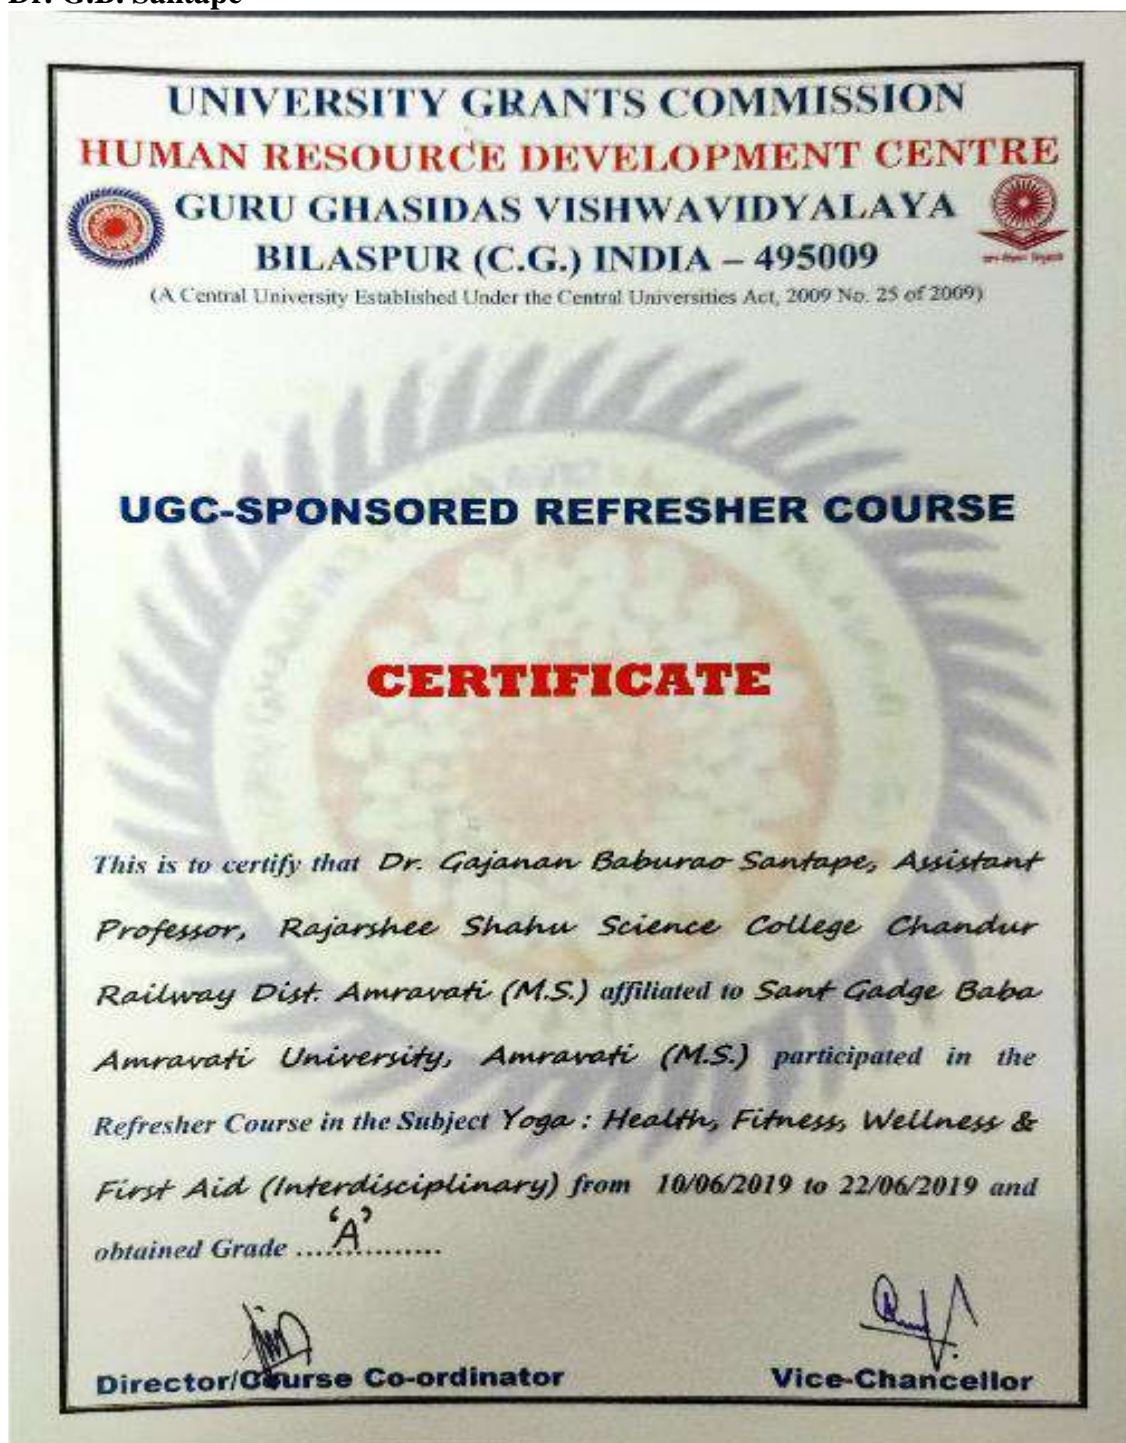 Dr. G.B. Santape
UNIVERSITY GRANTS COMMISSION
HUMAN RESOURCE DEVELOPMENT CENTRE
GURU GHASIDAS VISHWAVIDYALAYA
BILASPUR (C.G.) INDIA – 495009
(A Central University Established Under the Central Universities Act, 2009 No. 25 of 2009)
UGC-SPONSORED REFRESHER COURSE
CERTIFICATE
This is to certify that Dr. Gajanan Baburao Santape, Assistant
Professor, Rajarshee Shahu Science College Chandur
Railway Dist. Amravati (M.S.) affiliated to Sant Gadge Baba
Amravati University, Amravati (M.S.) participated in the
Refresher Course in the Subject Yoga : Health, Fitness, Wellness &
First Aid (Interdisciplinary) from 10/06/2019 to 22/06/2019 and
obtained Grade ....‘A’............
Director/Course Co-ordinator
Vice-Chancellor